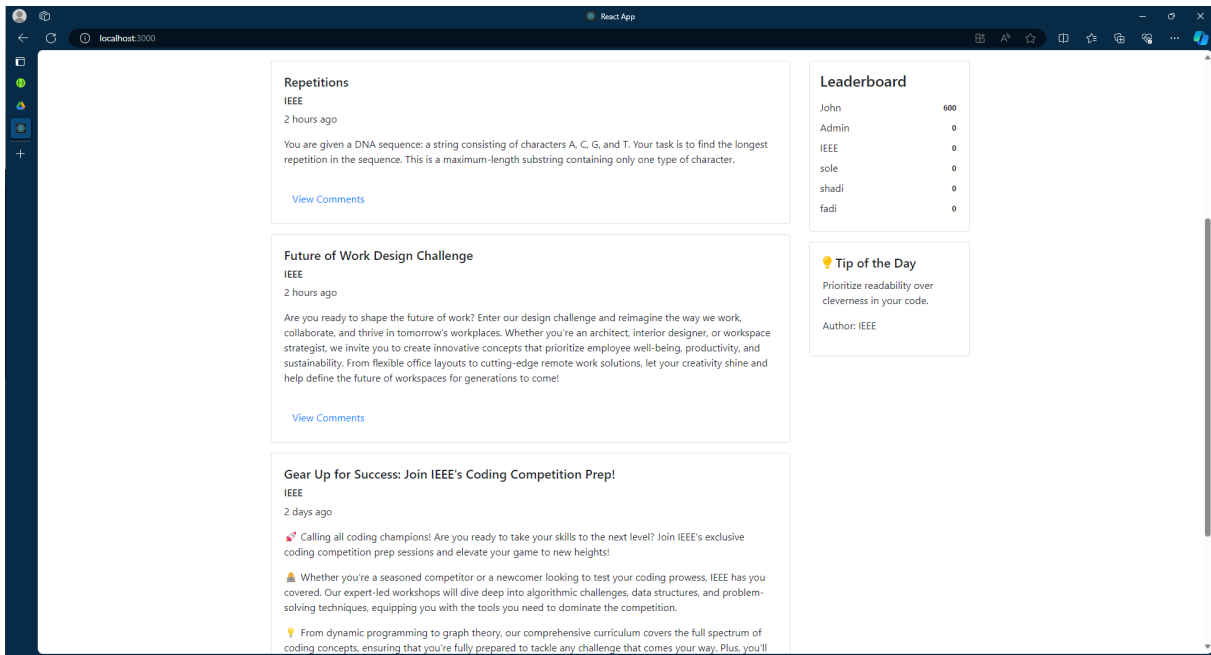 React App
localhost:3000
Repetitions
IEEE
2 hours ago
You are given a DNA sequence: a string consisting of characters A, C, G, and T. Your task is to find the longest
repetition in the sequence. This is a maximum-length substring containing only one type of character.
View Comments
Future of Work Design Challenge
IEEE
2 hours ago
Are you ready to shape the future of work? Enter our design challenge and reimagine the way we work,
collaborate, and thrive in tomorrow's workplaces. Whether you're an architect, interior designer, or workspace
strategist, we invite you to create innovative concepts that prioritize employee well-being, productivity, and
sustainability. From flexible office layouts to cutting-edge remote work solutions, let your creativity shine and
help define the future of workspaces for generations to come!
View Comments
Gear Up for Success: Join IEEE's Coding Competition Prep!
IEEE
2 days ago
🚀 Calling all coding champions! Are you ready to take your skills to the next level? Join IEEE's exclusive
coding competition prep sessions and elevate your game to new heights!
Whether you're a seasoned competitor or a newcomer looking to test your coding prowess, IEEE has you
covered. Our expert-led workshops will dive deep into algorithmic challenges, data structures, and problem-
solving techniques, equipping you with the tools you need to dominate the competition.
💡 From dynamic programming to graph theory, our comprehensive curriculum covers the full spectrum of
coding concepts, ensuring that you're fully prepared to tackle any challenge that comes your way. Plus, you'll
Leaderboard
John 600
Admin 0
IEEE 0
sole 0
shadi 0
fadi 0
💡 Tip of the Day
Prioritize readability over
cleverness in your code.
Author: IEEE